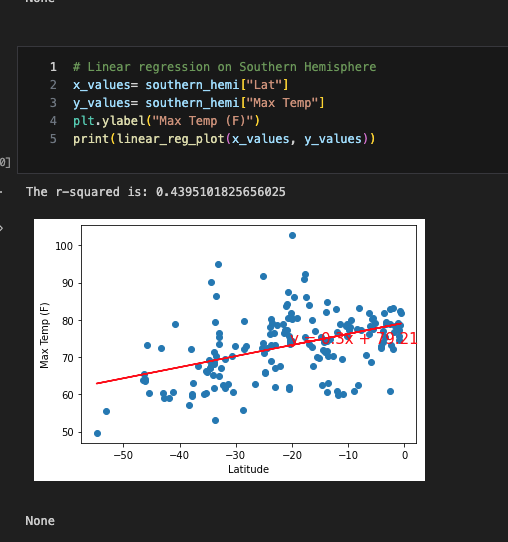 None
1 # Linear regression on Southern Hemisphere
2 x_values= southern_hemi["Lat"]
3 y_values= southern_hemi["Max Temp"]
4 plt.ylabel("Max Temp (F)")
5 print(linear_reg_plot(x_values, y_values))
0]
The r-squared is: 0.4395101825656025
100
90
80
70
60
50
Max Temp (F)
y = 0.3x + 79.21
−50 −40 −30 −20 −10 0
Latitude
None